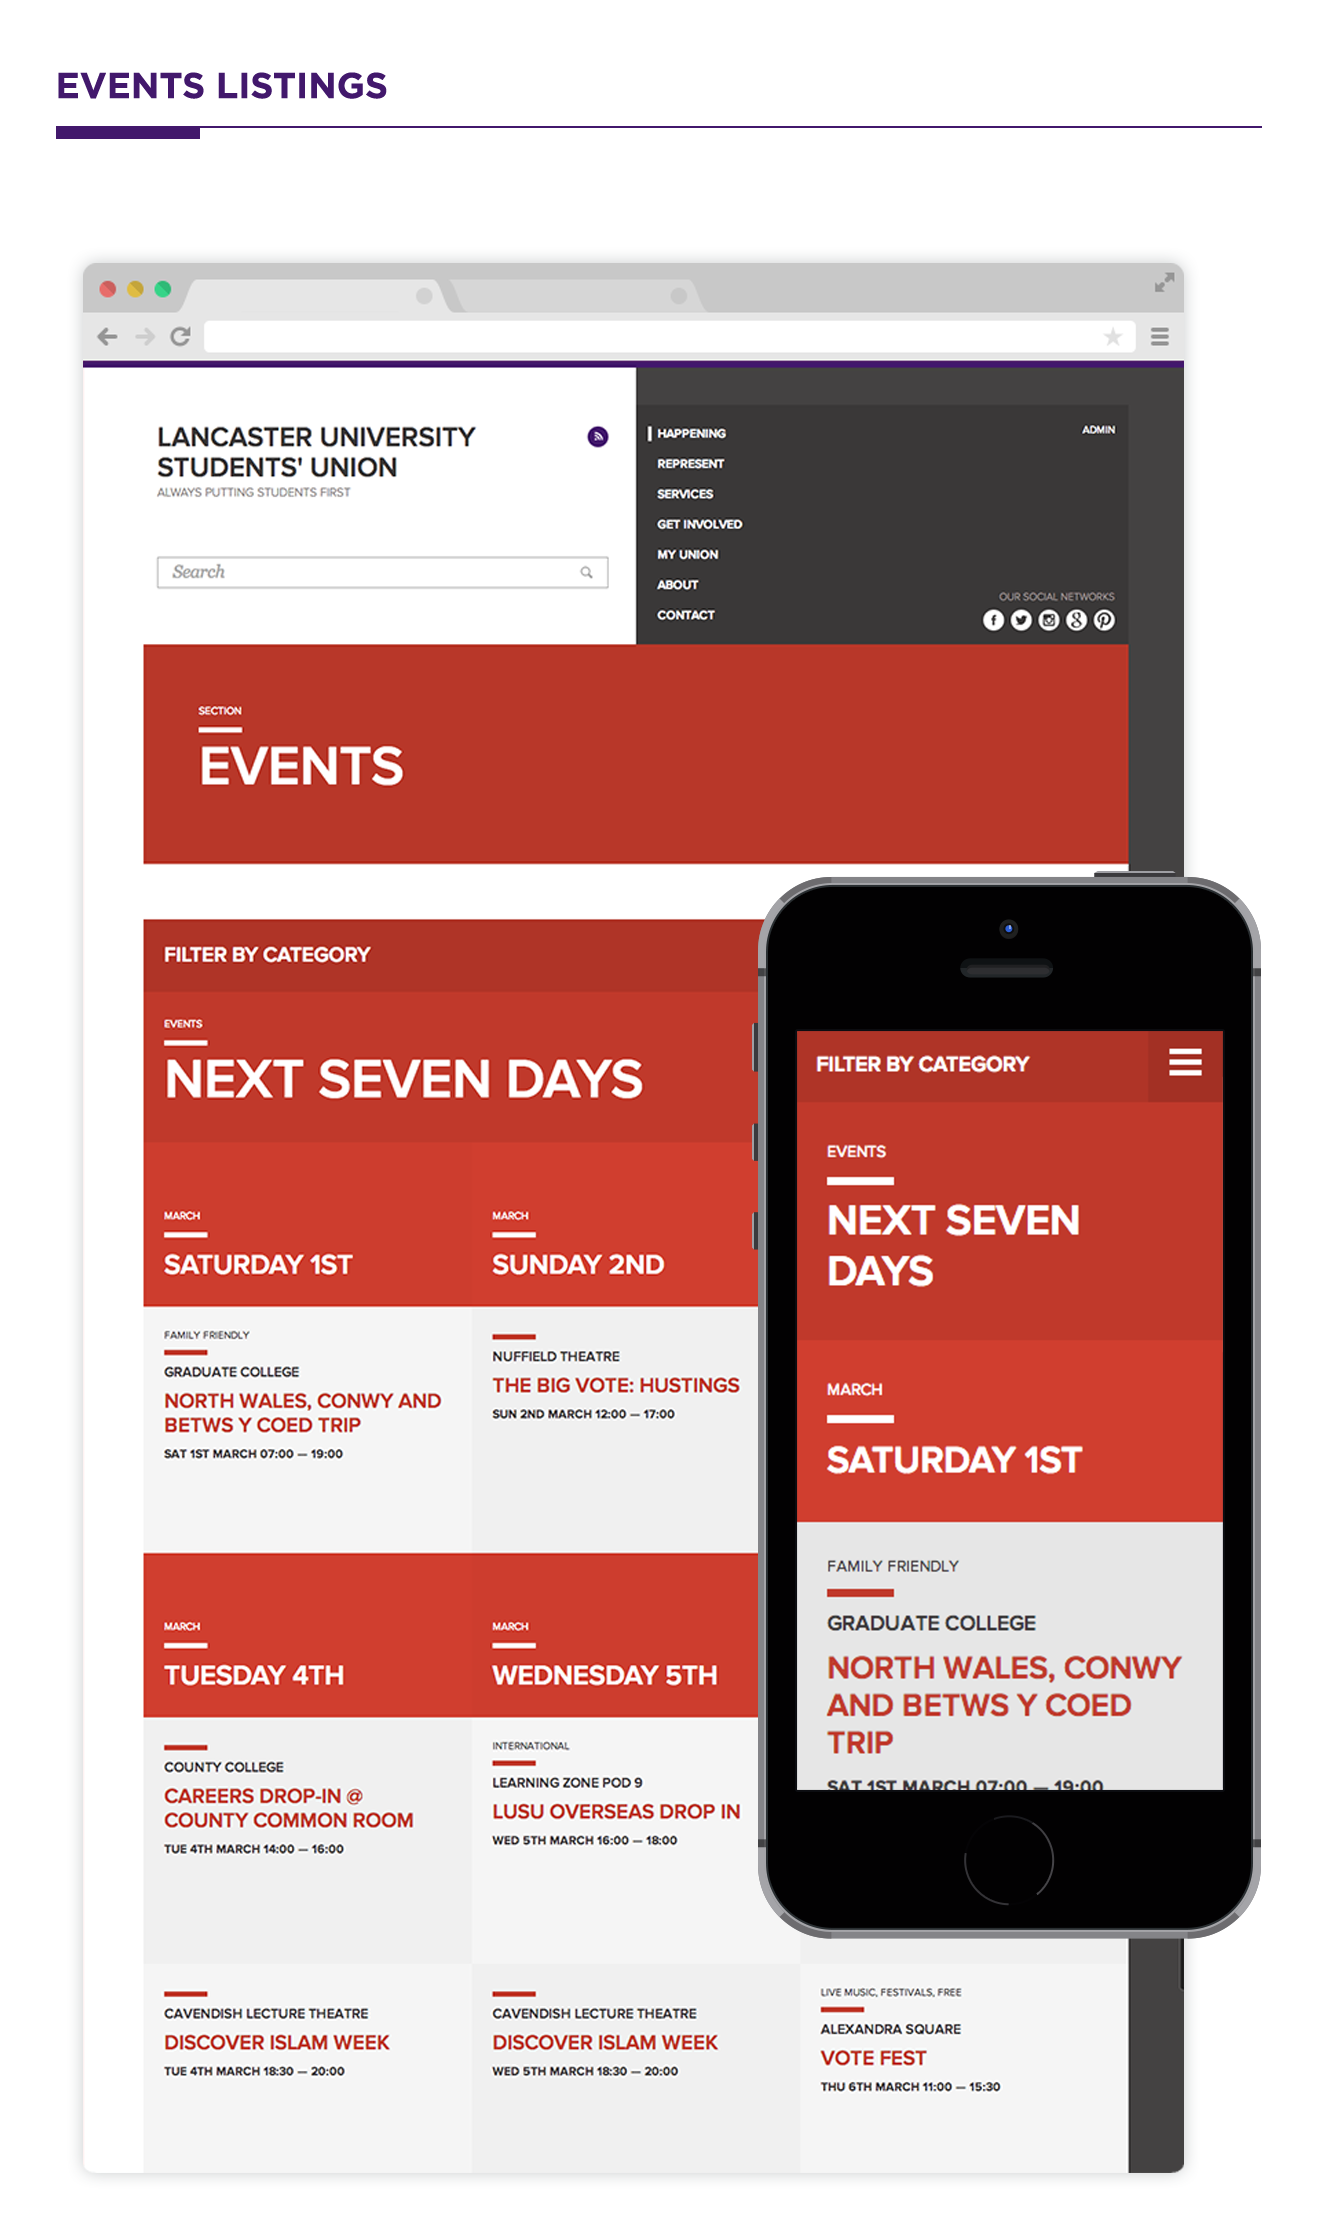 EVENTS LISTINGS
LANCASTER UNIVERSITY
STUDENTS' UNION
ALWAYS PUTTING STUDENTS FIRST
Search
HAPPENING
REPRESENT
SERVICES
GET INVOLVED
MY UNION
ABOUT
CONTACT
ADMIN
OUR SOCIAL NETWORKS
SECTION
EVENTS
FILTER BY CATEGORY
EVENTS
NEXT SEVEN DAYS
MARCH
SATURDAY 1ST
MARCH
SUNDAY 2ND
FAMILY FRIENDLY
GRADUATE COLLEGE
NORTH WALES, CONWY AND
BETWS Y COED TRIP
SAT 1ST MARCH 07:00 — 19:00
NUFFIELD THEATRE
THE BIG VOTE: HUSTINGS
SUN 2ND MARCH 12:00 — 17:00
MARCH
TUESDAY 4TH
MARCH
WEDNESDAY 5TH
COUNTY COLLEGE
CAREERS DROP-IN @
COUNTY COMMON ROOM
TUE 4TH MARCH 14:00 — 16:00
INTERNATIONAL
LEARNING ZONE POD 9
LUSU OVERSEAS DROP IN
WED 5TH MARCH 16:00 — 18:00
CAVENDISH LECTURE THEATRE
DISCOVER ISLAM WEEK
TUE 4TH MARCH 18:30 — 20:00
CAVENDISH LECTURE THEATRE
DISCOVER ISLAM WEEK
WED 5TH MARCH 18:30 — 20:00
LIVE MUSIC, FESTIVALS, FREE
ALEXANDRA SQUARE
VOTE FEST
THU 6TH MARCH 11:00 — 15:30
FILTER BY CATEGORY
EVENTS
NEXT SEVEN
DAYS
MARCH
SATURDAY 1ST
FAMILY FRIENDLY
GRADUATE COLLEGE
NORTH WALES, CONWY
AND BETWS Y COED
TRIP
SAT 1ST MARCH 07:00 — 19:00